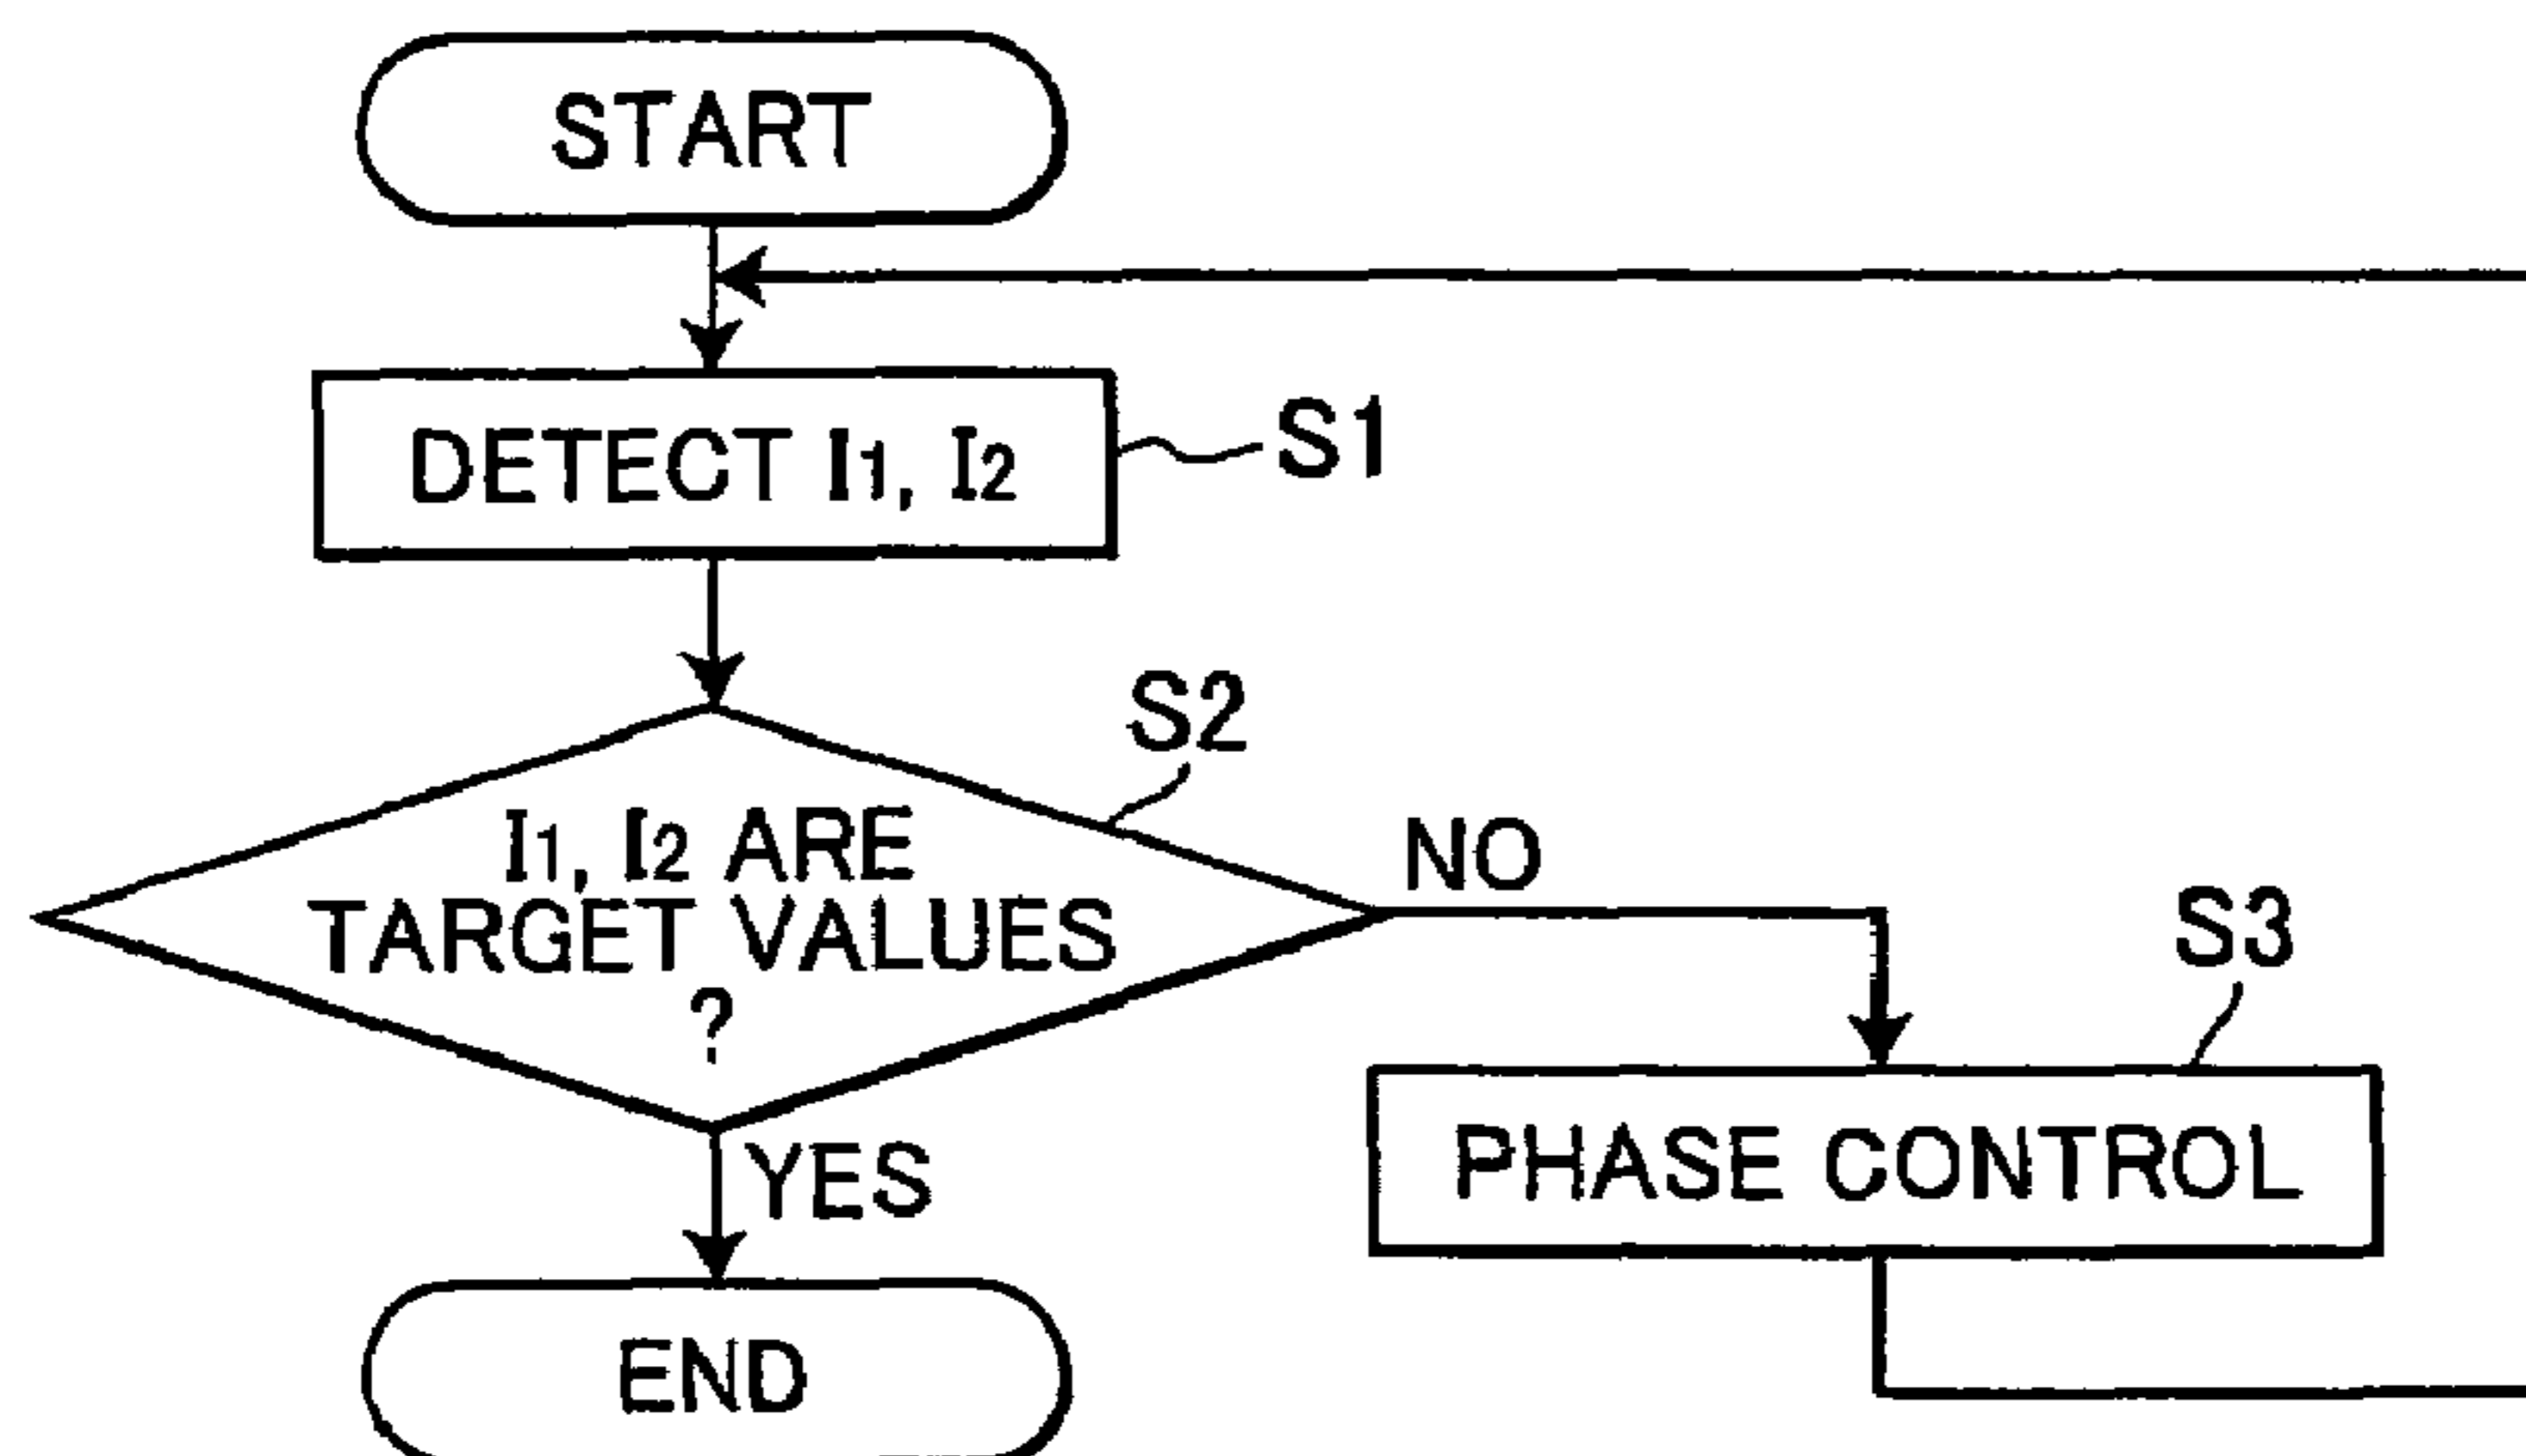 START
DETECT I1, I2
S1
S2
I1, I2 ARE
TARGET VALUES
?
NO
S3
PHASE CONTROL
YES
END